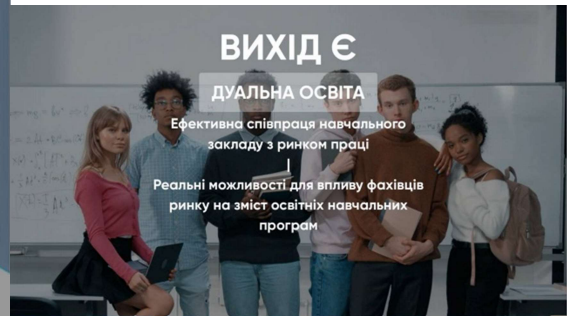 ВИХІД Є
ДУАЛЬНА ОСВІТА
Ефективна співпраця навчального
закладу з ринком праці
Реальні можливості для впливу фахівців
ринку на зміст освітніх навчальних
програм